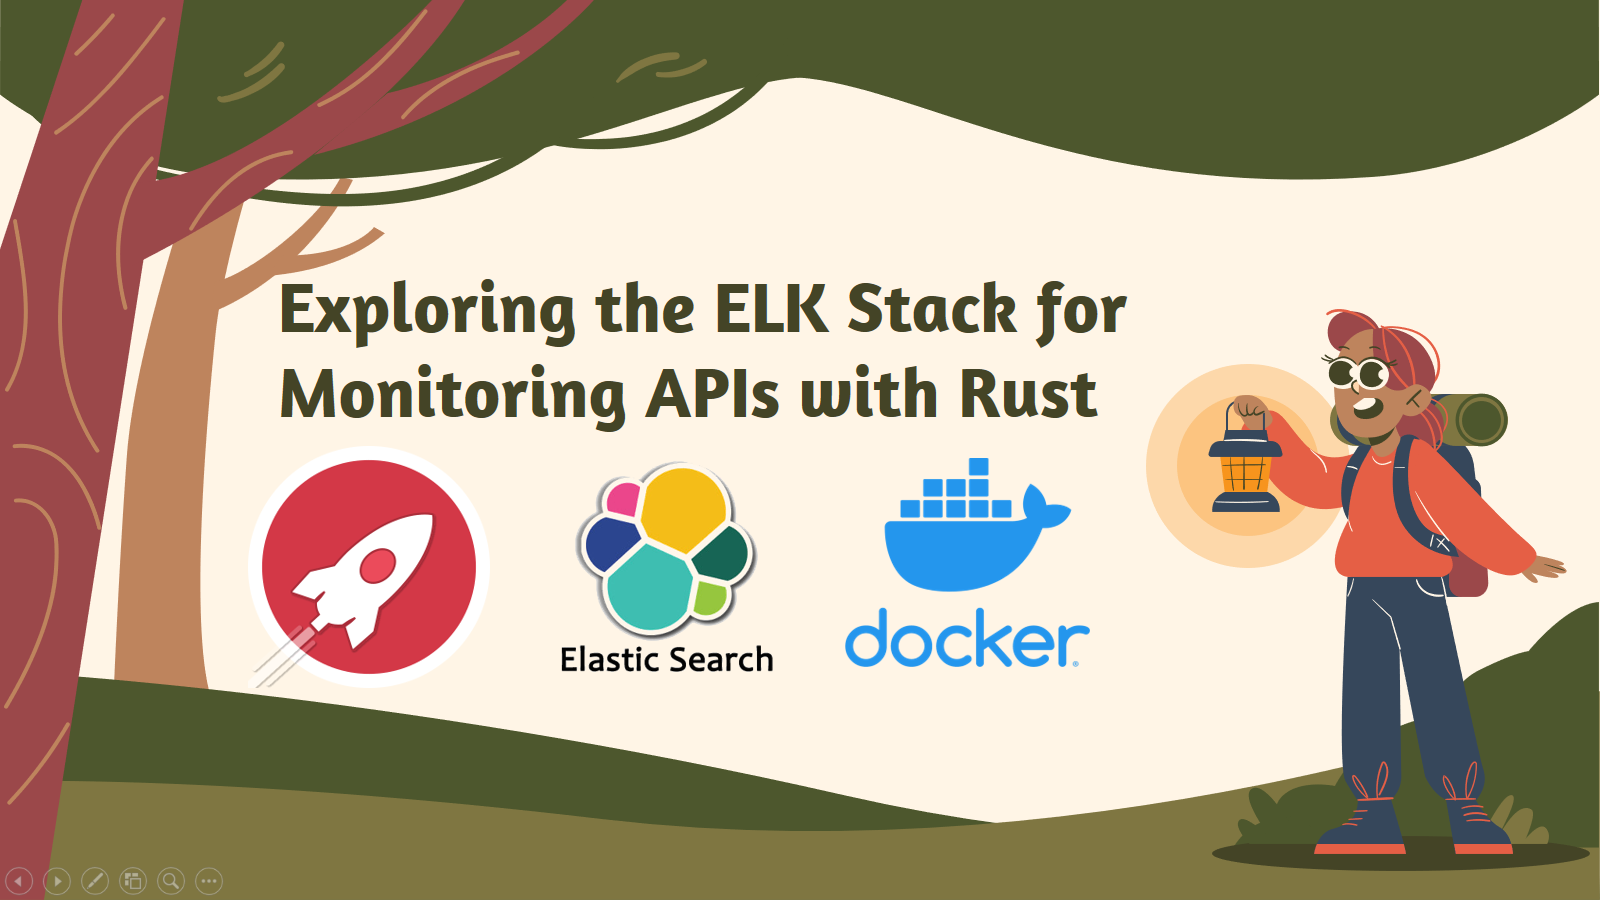 Exploring the ELK Stack for
Monitoring APIs with Rust
Elastic Search
docker®